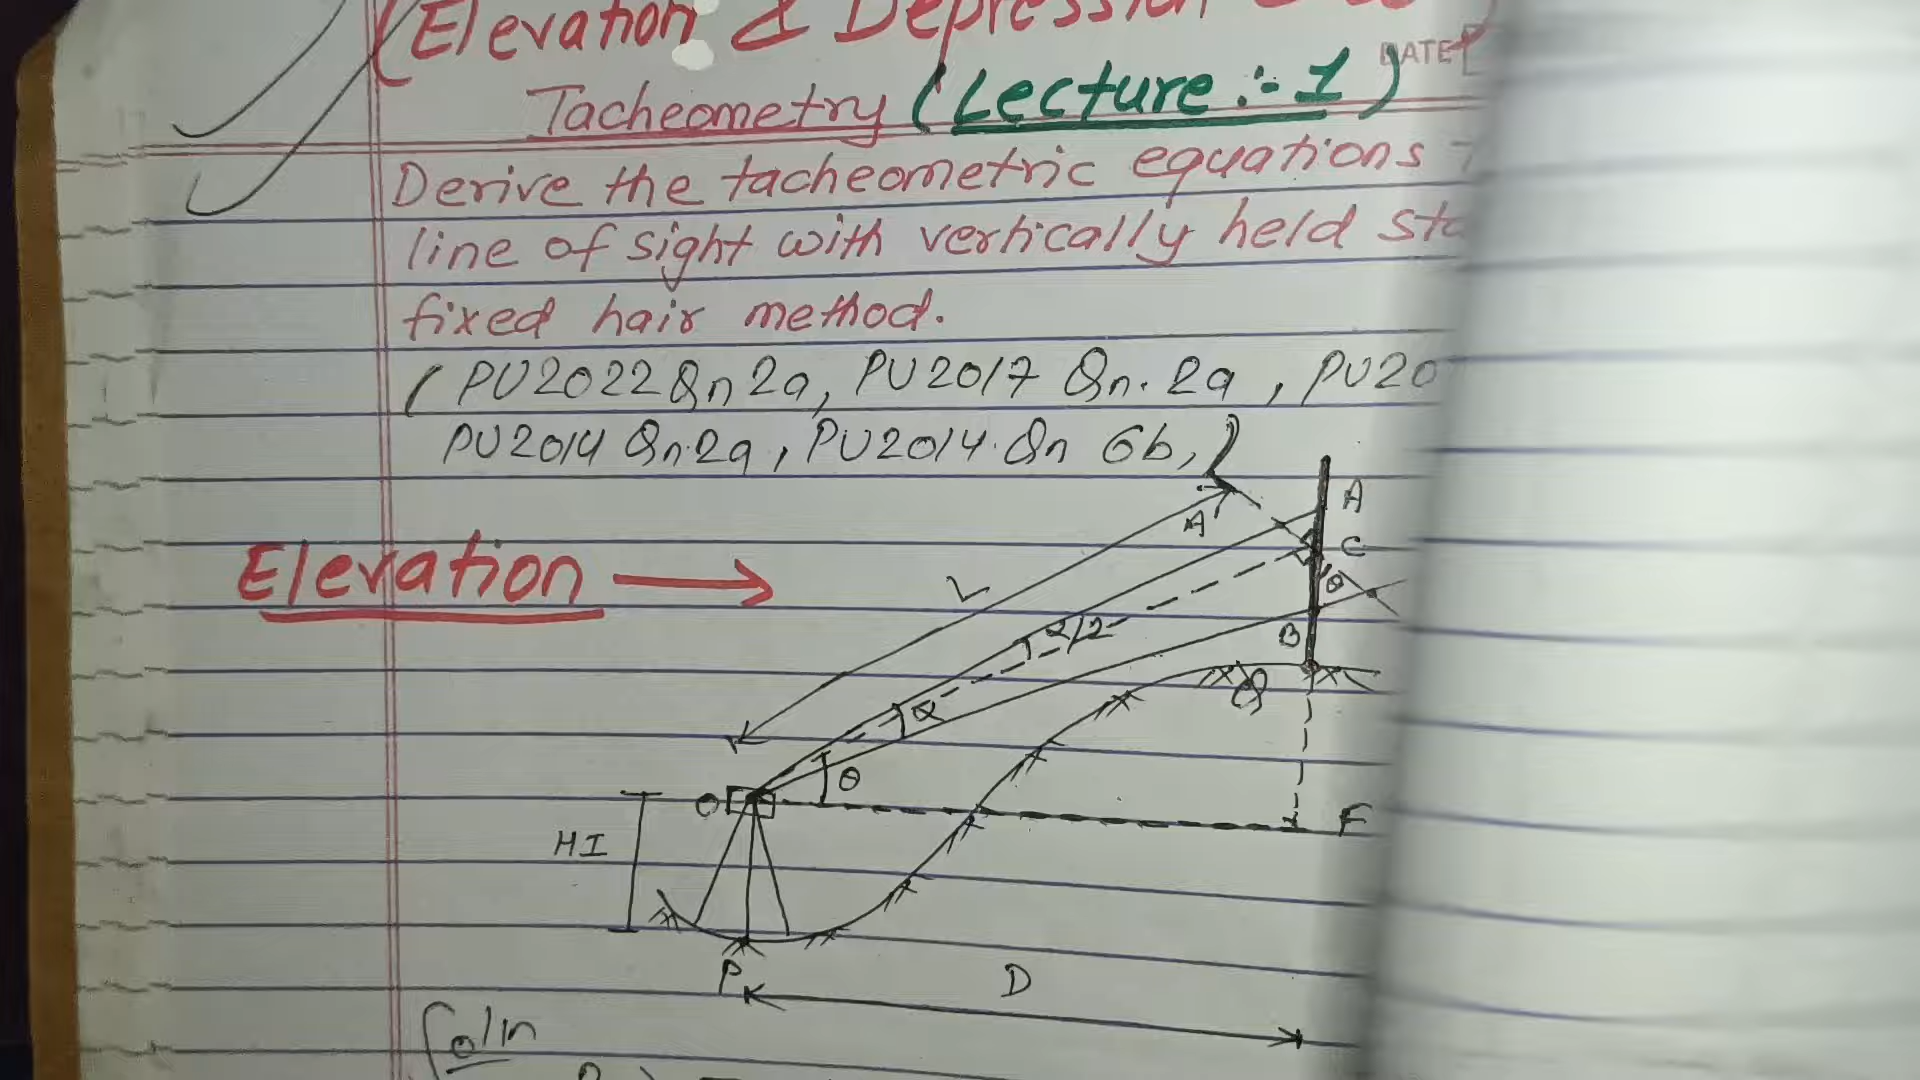 (Elevation & Depression
DATE
Tacheometry (Lecture :- 1)
Derive the tacheometric equations
line of sight with vertically held
fixed hair method.
(PU2022 Qn 2a, PU2017 Qn. 2a, PU20
PU2014 Qn. 2a, PU2014. Qn 6b,)
A
A'
C
Elevation →
L
θ
α/2
B
Q
α
θ
O
F
HI
P
D
Soln